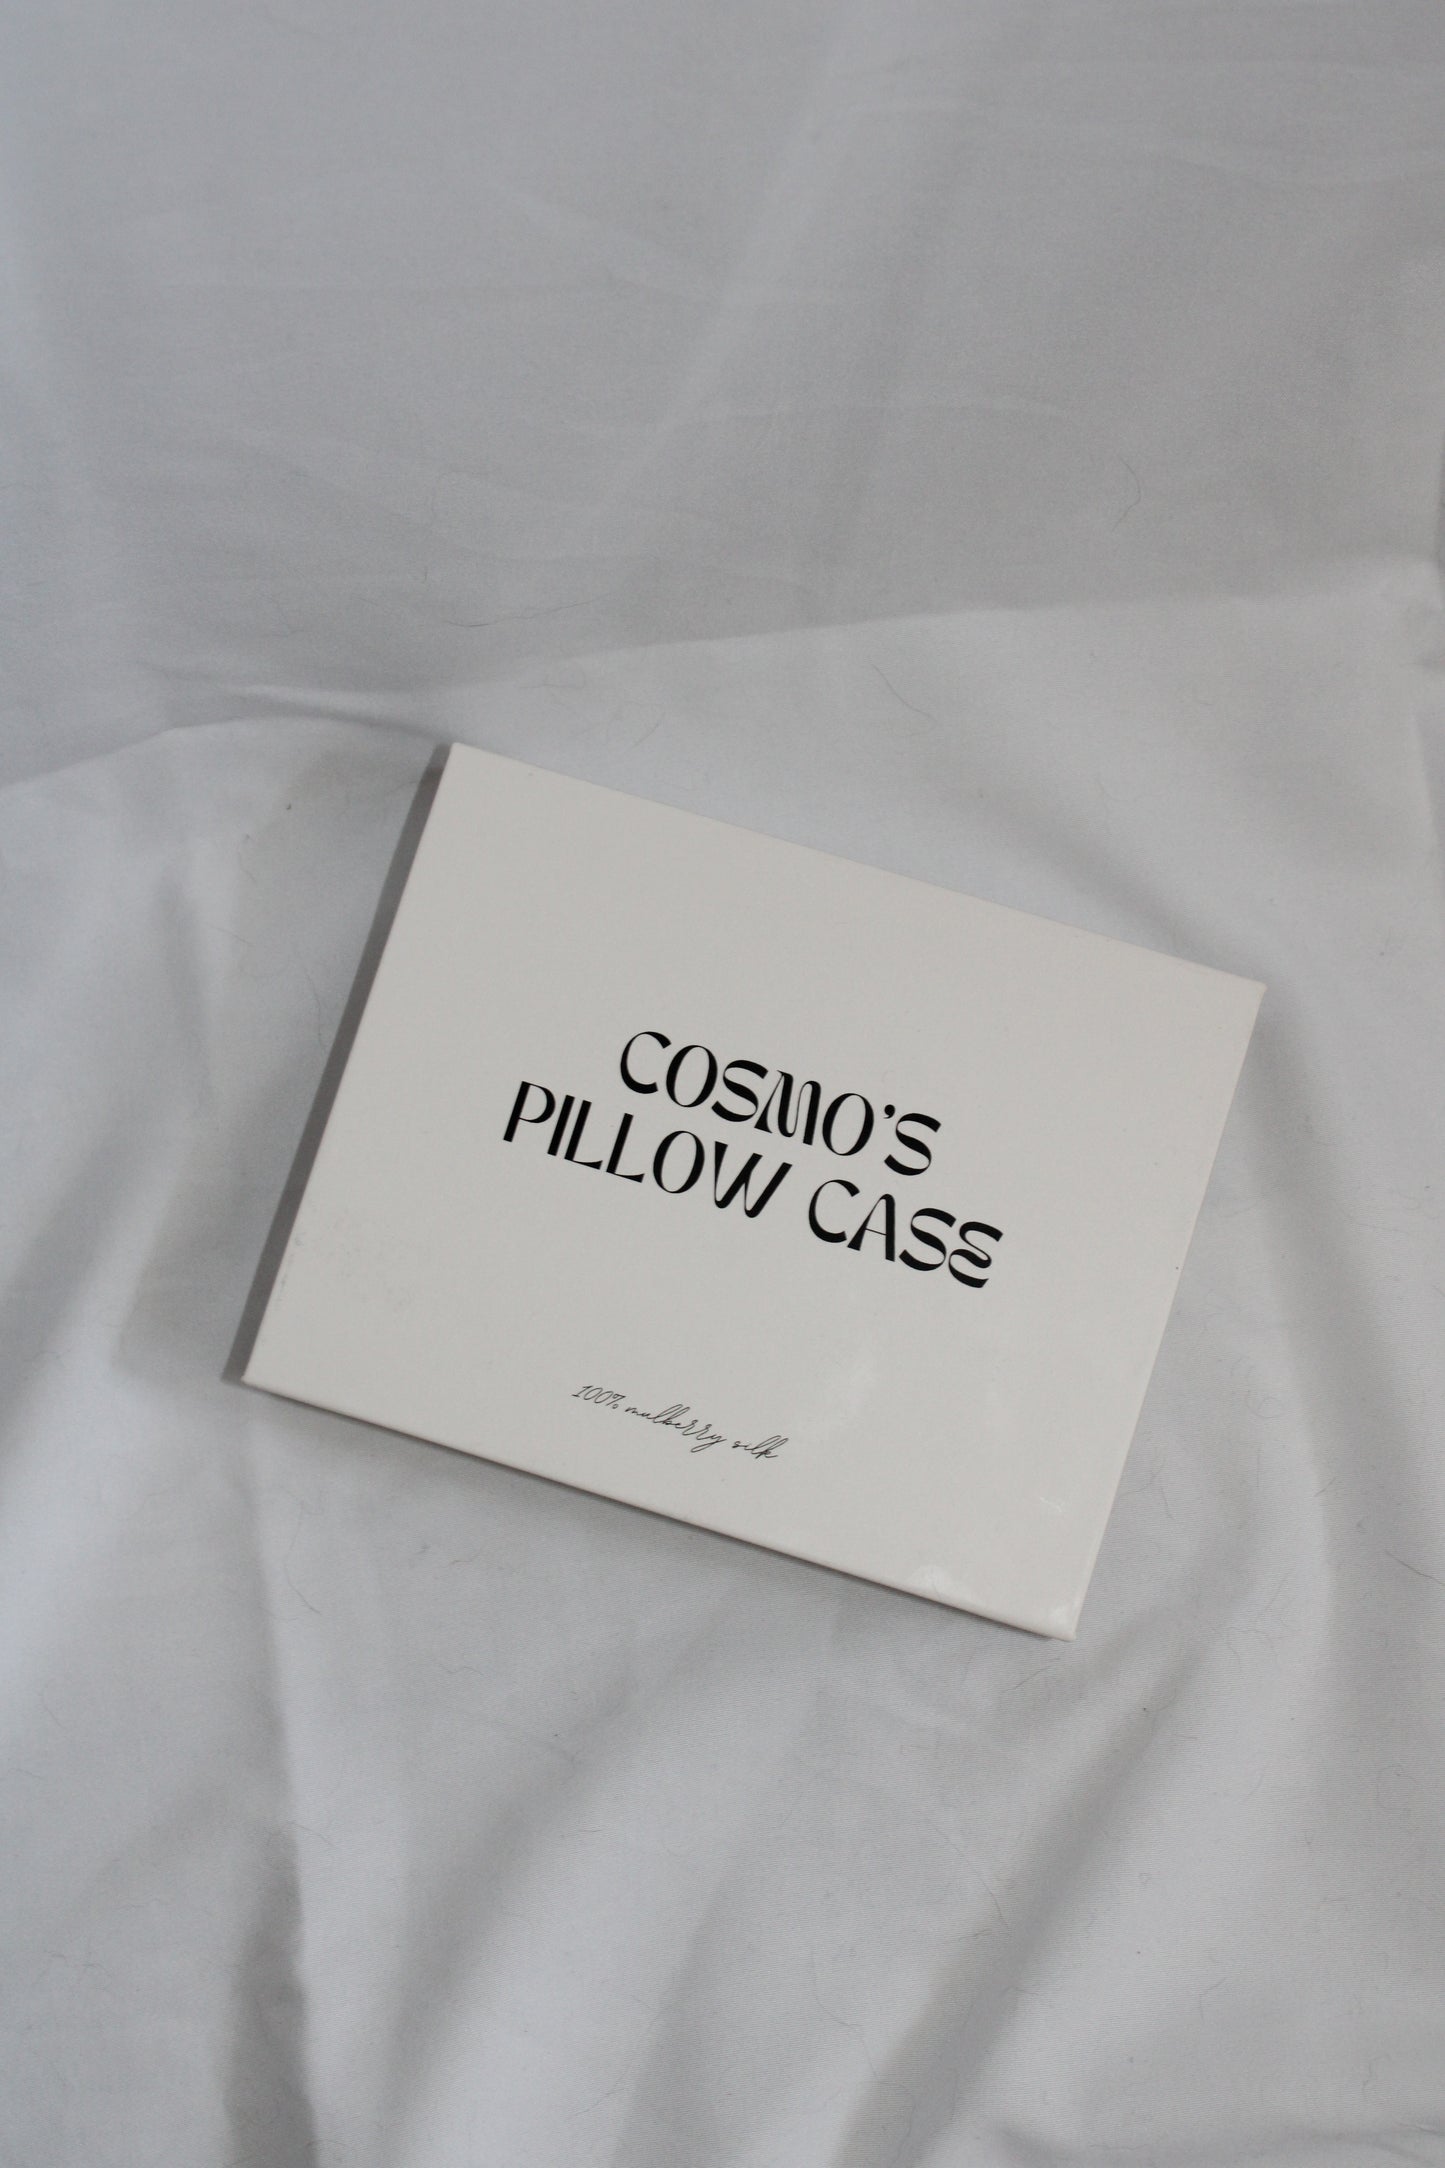 COSMO'S
PILLOW CASE
100% mulberry silk